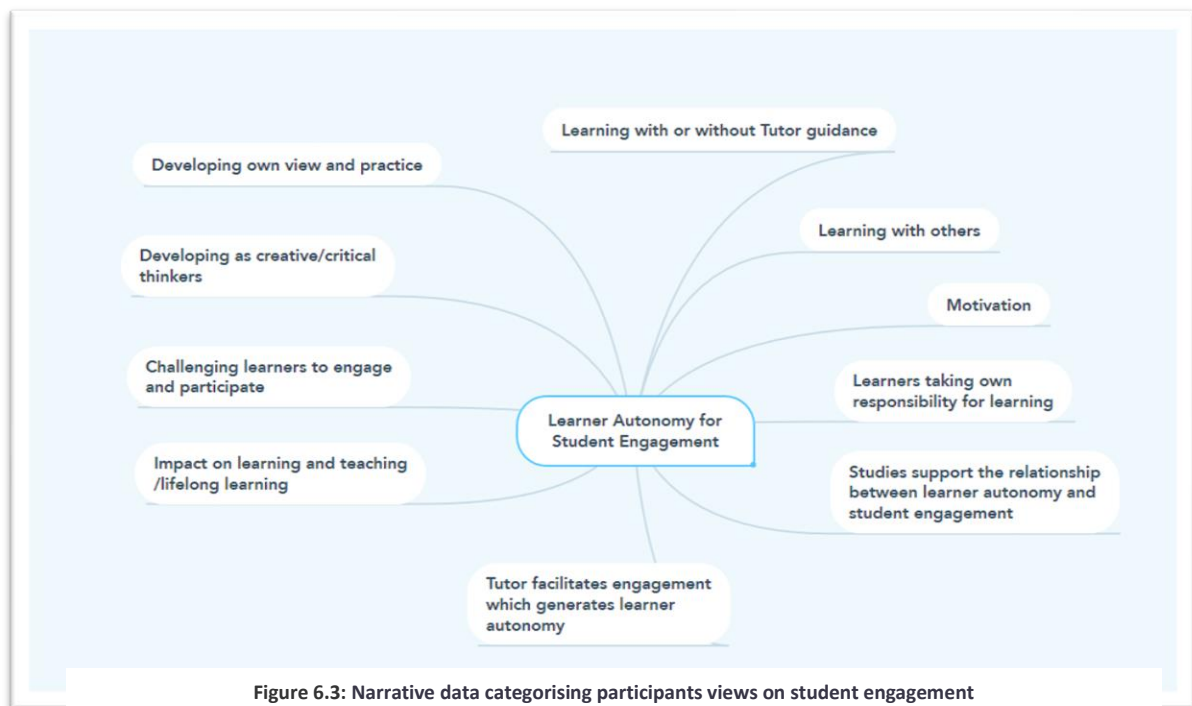 Learning with or without Tutor guidance
Developing own view and practice
Learning with others
Developing as creative/critical
thinkers
Motivation
Challenging learners to engage
and participate
Learners taking own
responsibility for learning
Learner Autonomy for
Student Engagement
Impact on learning and teaching
/lifelong learning
Studies support the relationship
between learner autonomy and
student engagement
Tutor facilitates engagement
which generates learner
autonomy
Figure 6.3: Narrative data categorising participants views on student engagement